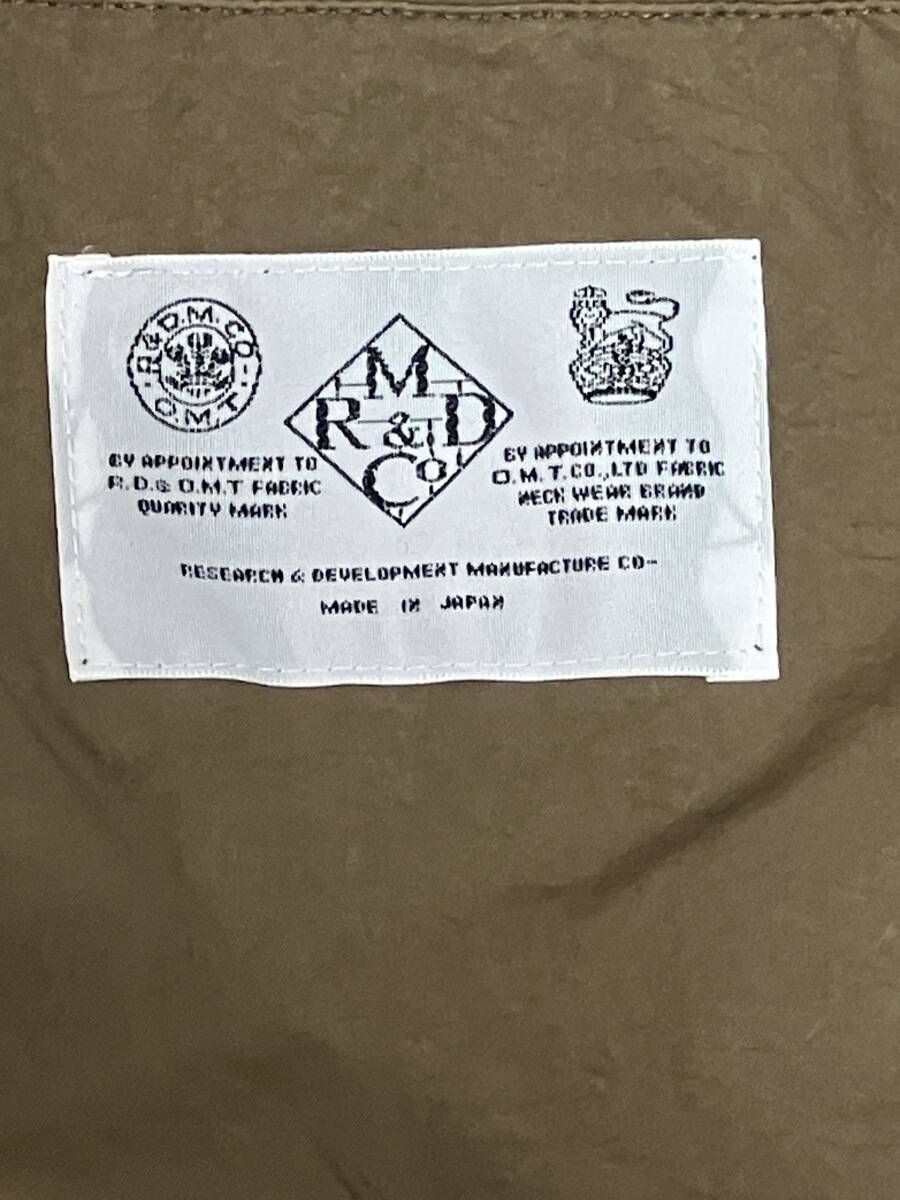 R.&D.M.CO
O.M.T
BY APPOINTMENT TO
R.D.& O.M.T FABRIC
QUARITY MARK
M
R&D
Co
BY APPOINTMENT TO
O.M.T.CO.,LTD FABRIC
NECK WEAR BRAND
TRADE MARK
RESEARCH & DEVELOPMENT MANUFACTURE CO-
MADE IN JAPAN